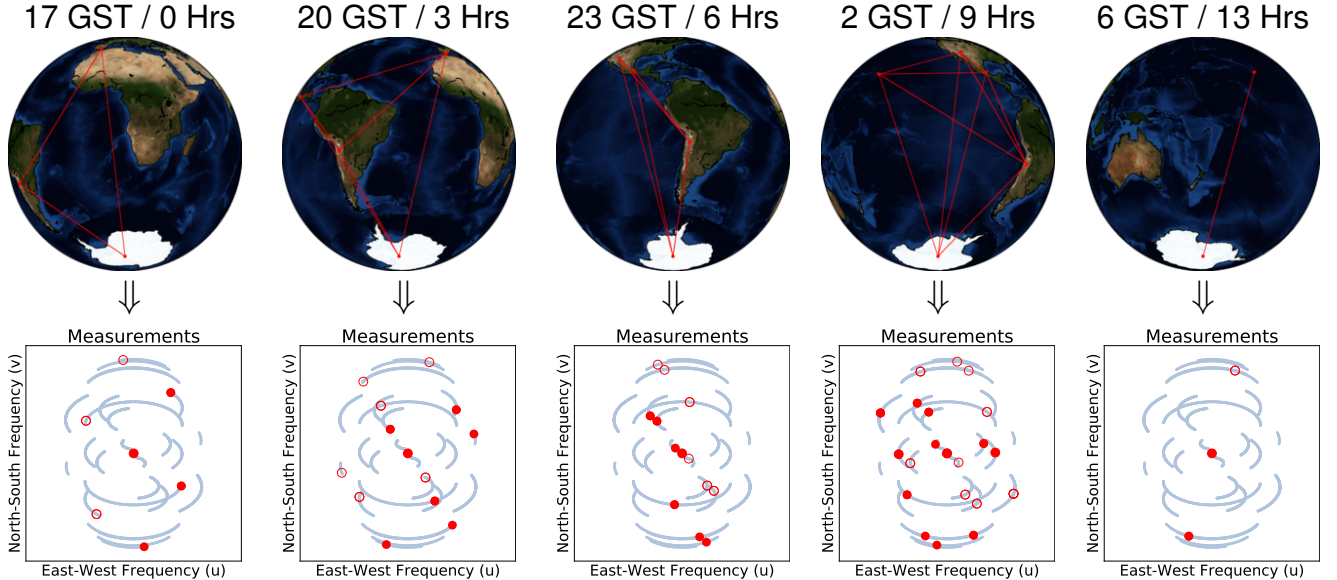 17 GST / 0 Hrs
20 GST / 3 Hrs
23 GST / 6 Hrs
2 GST / 9 Hrs
6 GST / 13 Hrs
Measurements
Measurements
Measurements
Measurements
Measurements
North-South Frequency (v)
North-South Frequency (v)
North-South Frequency (v)
North-South Frequency (v)
North-South Frequency (v)
East-West Frequency (u)
East-West Frequency (u)
East-West Frequency (u)
East-West Frequency (u)
East-West Frequency (u)